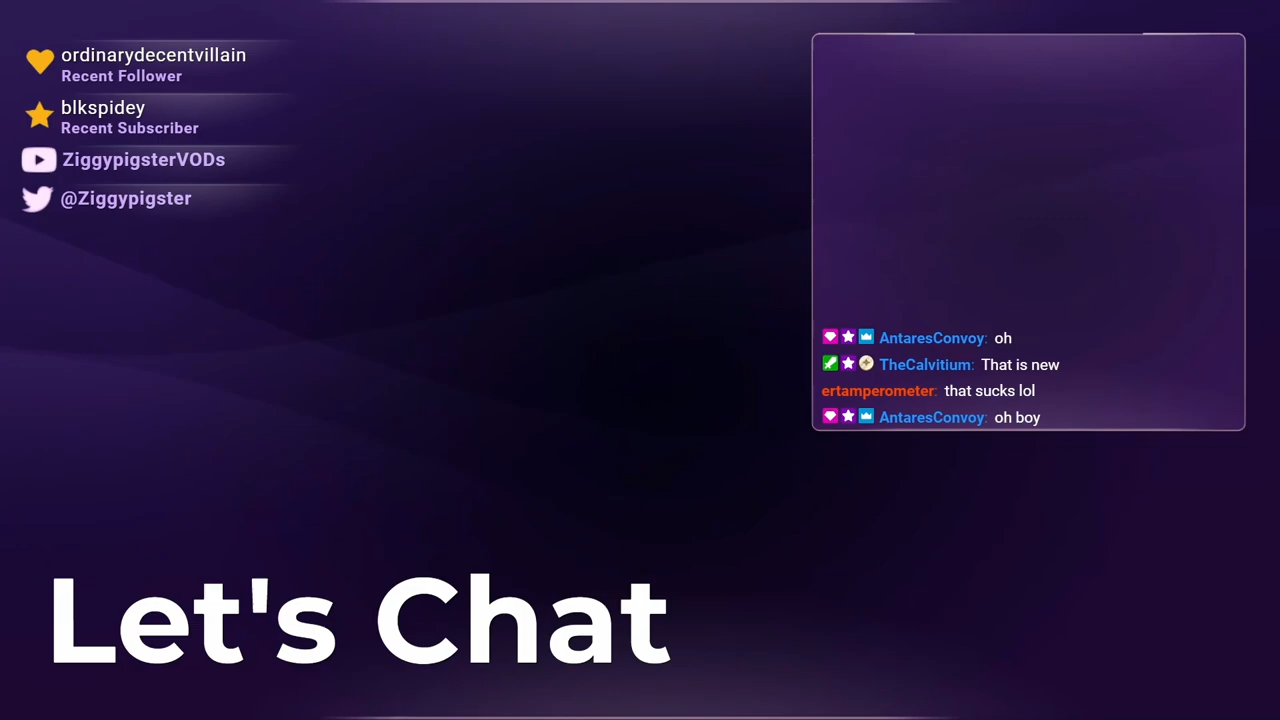 ordinarydecentvillain
Recent Follower
blkspidey
Recent Subscriber
ZiggypigsterVODs
@Ziggypigster
AntaresConvoy: oh
TheCalvitium: That is new
ertamperometer: that sucks lol
AntaresConvoy: oh boy
Let's Chat